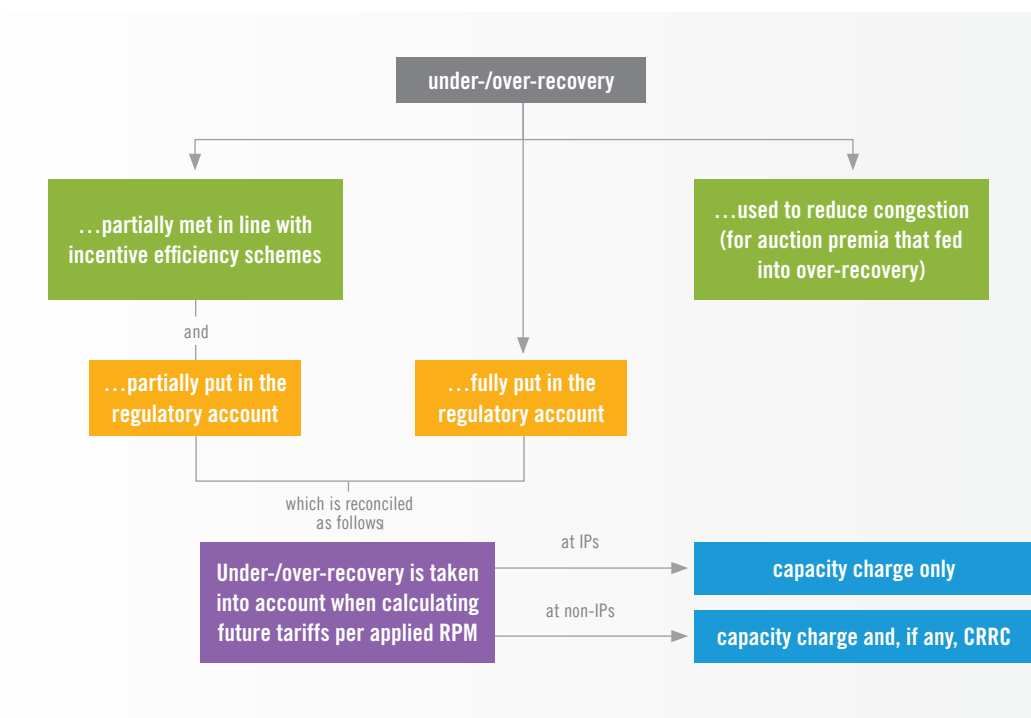 under-/over-recovery
…partially met in line with
incentive efficiency schemes
…used to reduce congestion
(for auction premia that fed
into over-recovery)
and
…partially put in the
regulatory account
…fully put in the
regulatory account
which is reconciled
as follows
Under-/over-recovery is taken
into account when calculating
future tariffs per applied RPM
at IPs
capacity charge only
at non-IPs
capacity charge and, if any, CRRC